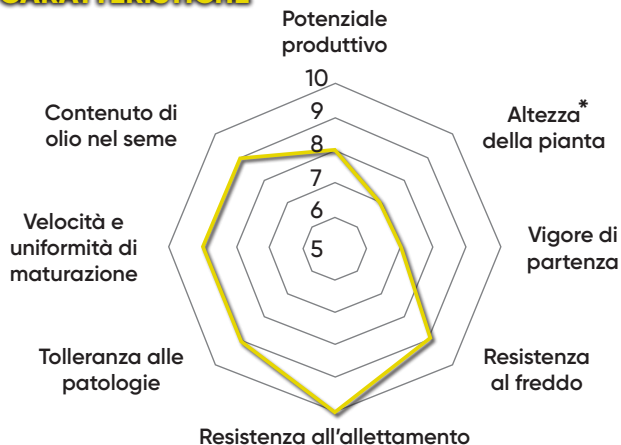 CARATTERISTICHE
Potenziale
produttivo
10
9
8
7
6
5
Altezza*
della pianta
Vigore di
partenza
Resistenza
al freddo
Resistenza all'allettamento
Tolleranza alle
patologie
Velocità e
uniformità di
maturazione
Contenuto di
olio nel seme